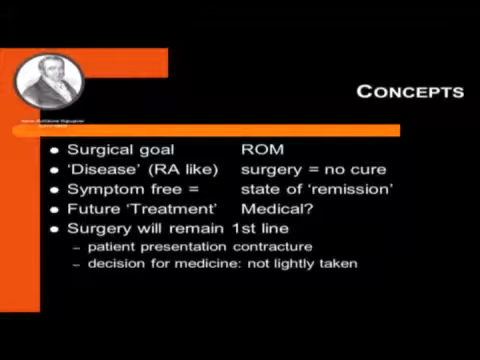 CONCEPTS
Surgical goal ROM
‘Disease’ (RA like) surgery = no cure
Symptom free = state of ‘remission’
Future ‘Treatment’ Medical?
Surgery will remain 1st line
– patient presentation contracture
– decision for medicine: not lightly taken